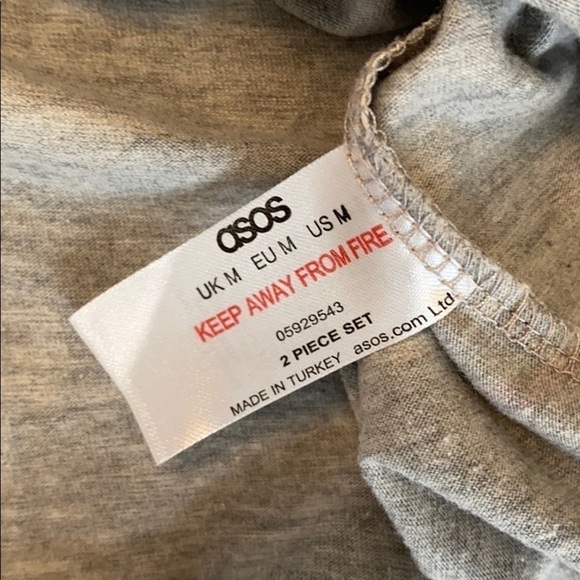 asos
UK M EU M US M
KEEP AWAY FROM FIRE
05929543
2 PIECE SET
MADE IN TURKEY asos.com Ltd